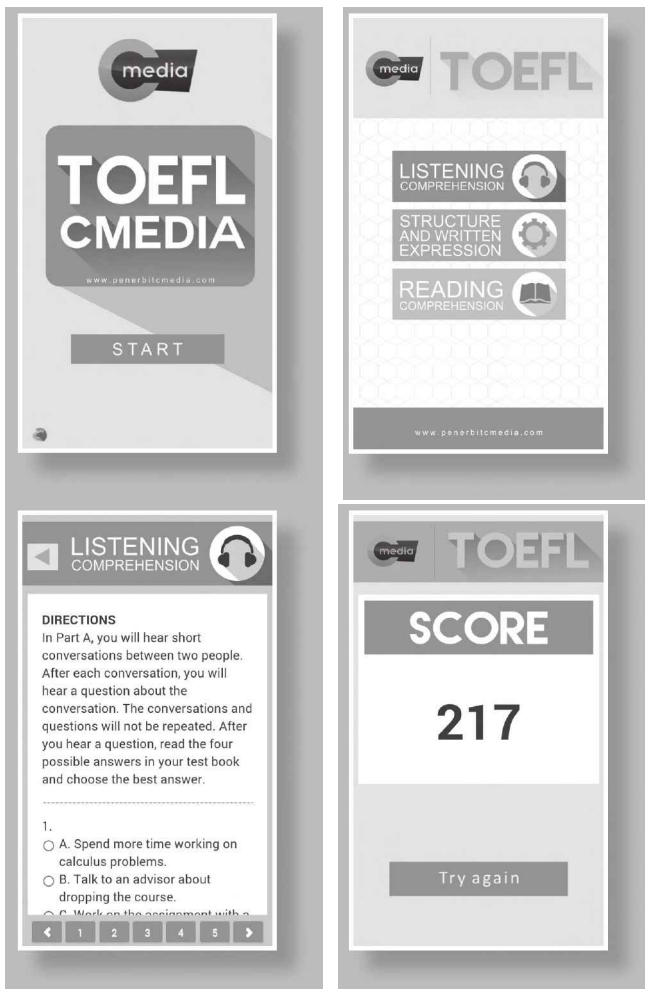 media
TOEFL
CMEDIA
www.penerbitcmedia.com
START
media
TOEFL
LISTENING
COMPREHENSION
STRUCTURE
AND WRITTEN
EXPRESSION
READING
COMPREHENSION
www.penerbitcmedia.com
LISTENING
COMPREHENSION
DIRECTIONS
In Part A, you will hear short
conversations between two people.
After each conversation, you will
hear a question about the
conversation. The conversations and
questions will not be repeated. After
you hear a question, read the four
possible answers in your test book
and choose the best answer.
1.
A. Spend more time working on
calculus problems.
B. Talk to an advisor about
dropping the course.
C. Work on the assignment with a
1 2 3 4 5
media
TOEFL
SCORE
217
Try again